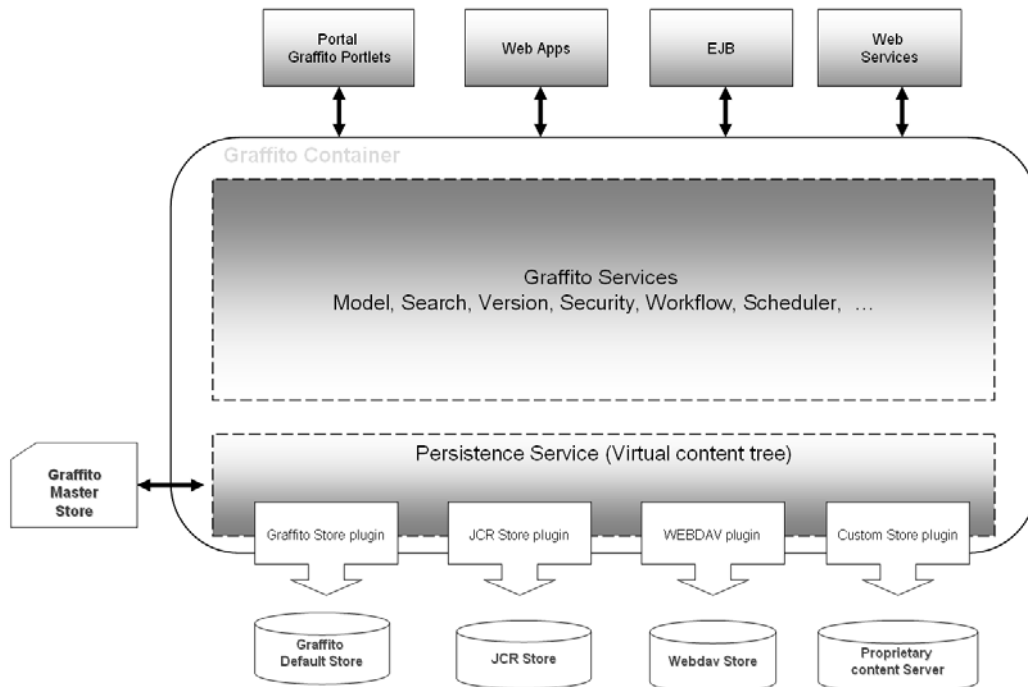 Portal
Graffito Portlets
Web Apps
EJB
Web
Services
Graffito Container
Graffito Services
Model, Search, Version, Security, Workflow, Scheduler, …
Persistence Service (Virtual content tree)
Graffito
Master
Store
Graffito Store plugin
JCR Store plugin
WEBDAV plugin
Custom Store plugin
Graffito
Default Store
JCR Store
Webdav Store
Proprietary
content Server